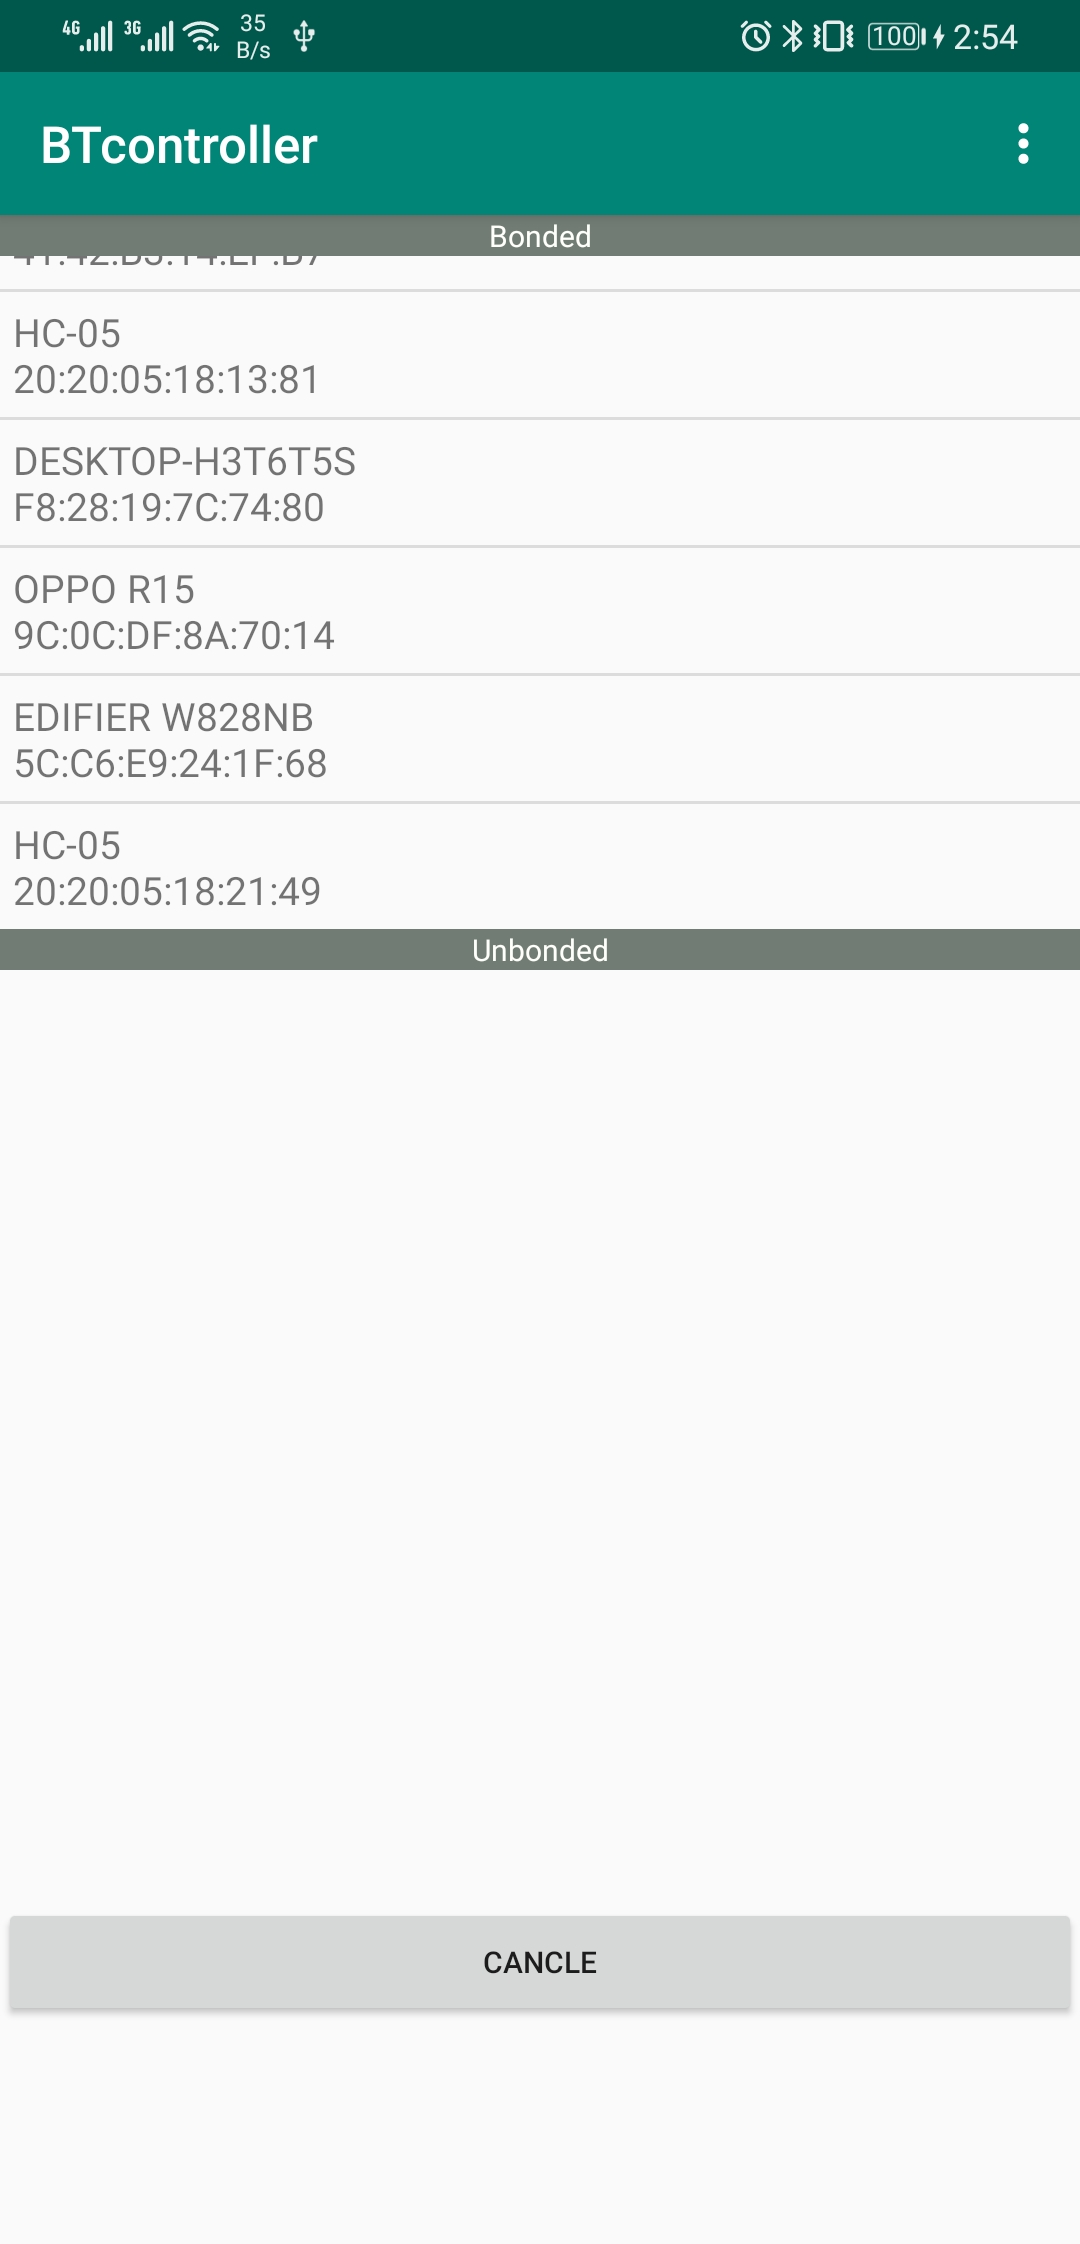 4G 3G 35 B/s 100 2:54
BTcontroller
Bonded
HC-05
20:20:05:18:13:81
DESKTOP-H3T6T5S
F8:28:19:7C:74:80
OPPO R15
9C:0C:DF:8A:70:14
EDIFIER W828NB
5C:C6:E9:24:1F:68
HC-05
20:20:05:18:21:49
Unbonded
CANCLE